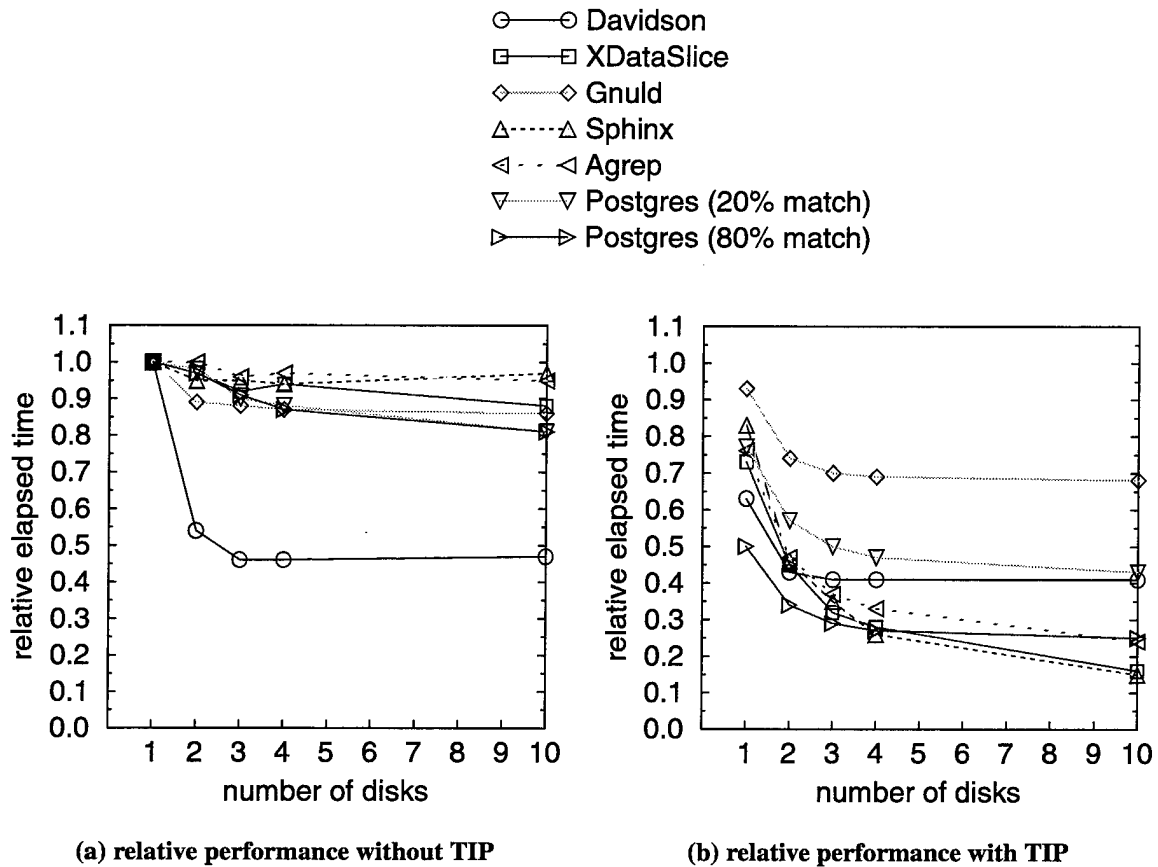 Davidson
XDataSlice
Gnuld
Sphinx
Agrep
Postgres (20% match)
Postgres (80% match)
relative elapsed time
1.1
1.0
0.9
0.8
0.7
0.6
0.5
0.4
0.3
0.2
0.1
0.0
1 2 3 4 5 6 7 8 9 10
number of disks
(a) relative performance without TIP
relative elapsed time
1.1
1.0
0.9
0.8
0.7
0.6
0.5
0.4
0.3
0.2
0.1
0.0
1 2 3 4 5 6 7 8 9 10
number of disks
(b) relative performance with TIP